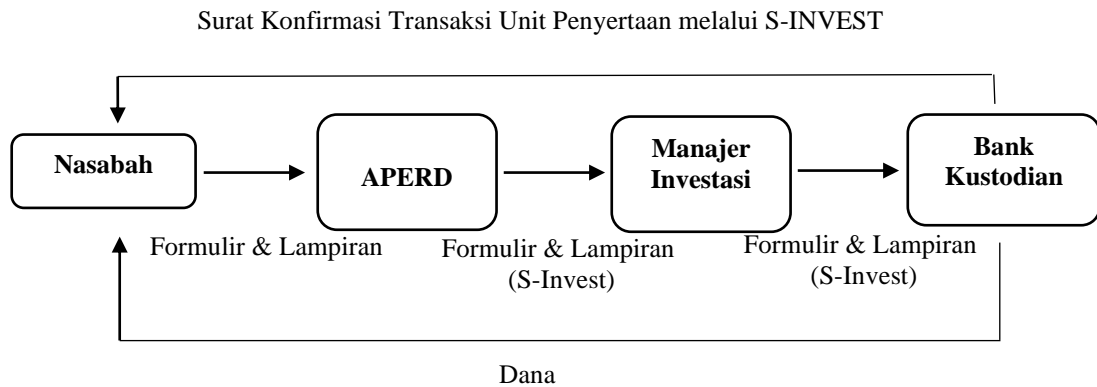 Surat Konfirmasi Transaksi Unit Penyertaan melalui S-INVEST
Nasabah
APERD
Manajer
Investasi
Bank
Kustodian
Formulir & Lampiran
Formulir & Lampiran
(S-Invest)
Formulir & Lampiran
(S-Invest)
Dana